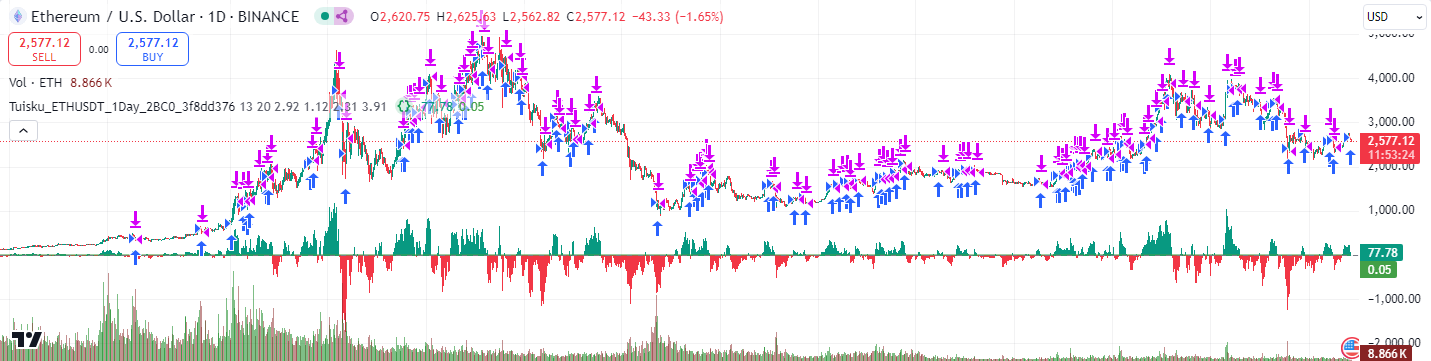 Ethereum / U.S. Dollar · 1D · BINANCE O2,620.75 H2,625.63 L2,562.82 C2,577.12 −43.33 (−1.65%)
USD
2,577.12 SELL
0.00
2,577.12 BUY
5,000.00
Vol · ETH 8.866 K
4,000.00
Tuisku_ETHUSDT_1Day_2BC0_3f8dd376 13 20 2.92 1.12 2.81 3.91 77.78 0.05
3,000.00
2,577.12
11:53:24
2,000.00
1,000.00
77.78
0.05
−1,000.00
−2,000.00
8.866 K